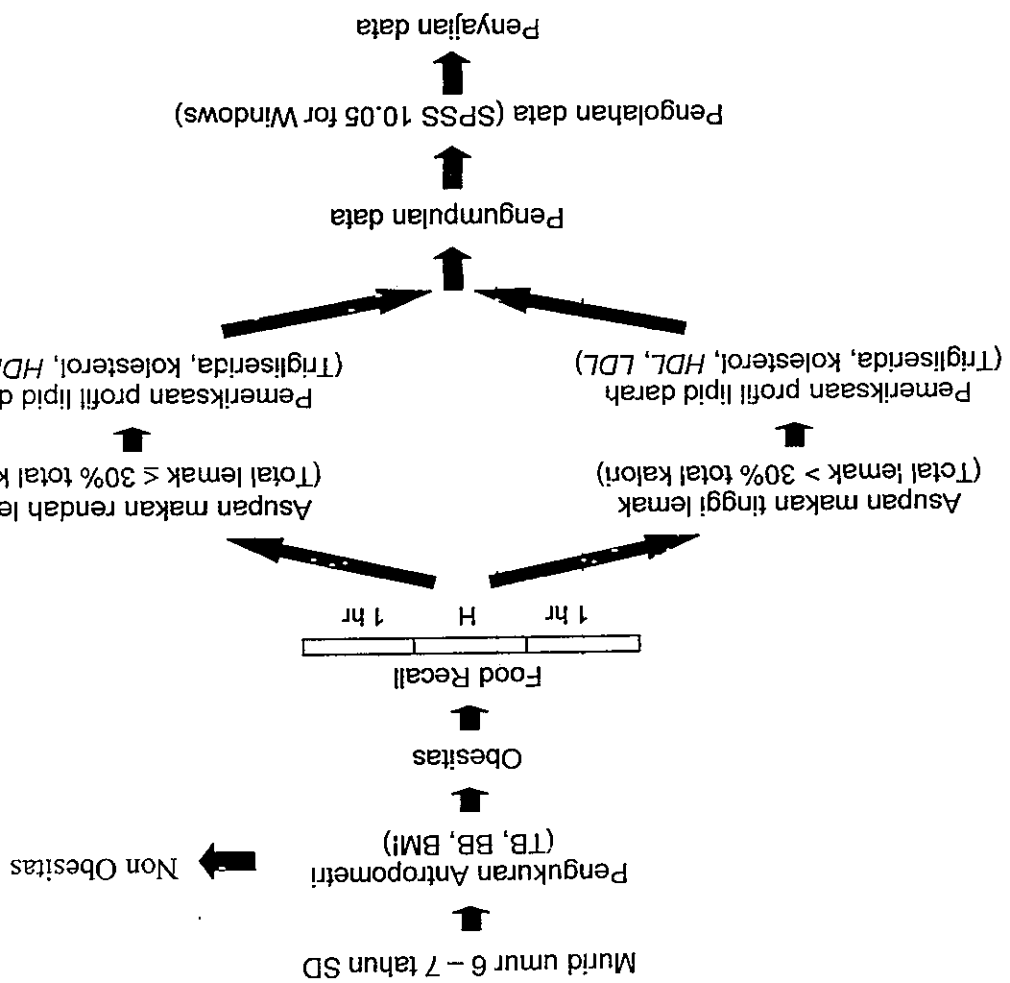 Murid umur 6 – 7 tahun SD
Pengukuran Antropometri
(TB, BB, BMI)
Non Obesitas
Obesitas
Food Recall
1 hr H 1 hr
Asupan makan tinggi lemak
(Total lemak > 30% total kalori)
Asupan makan rendah le
(Total lemak ≤ 30% total k
Pemeriksaan profil lipid darah
(Trigliserida, kolesterol, HDL, LDL)
Pemeriksaan profil lipid d
(Trigliserida, kolesterol, HD
Pengumpulan data
Pengolahan data (SPSS 10.05 for Windows)
Penyajian data